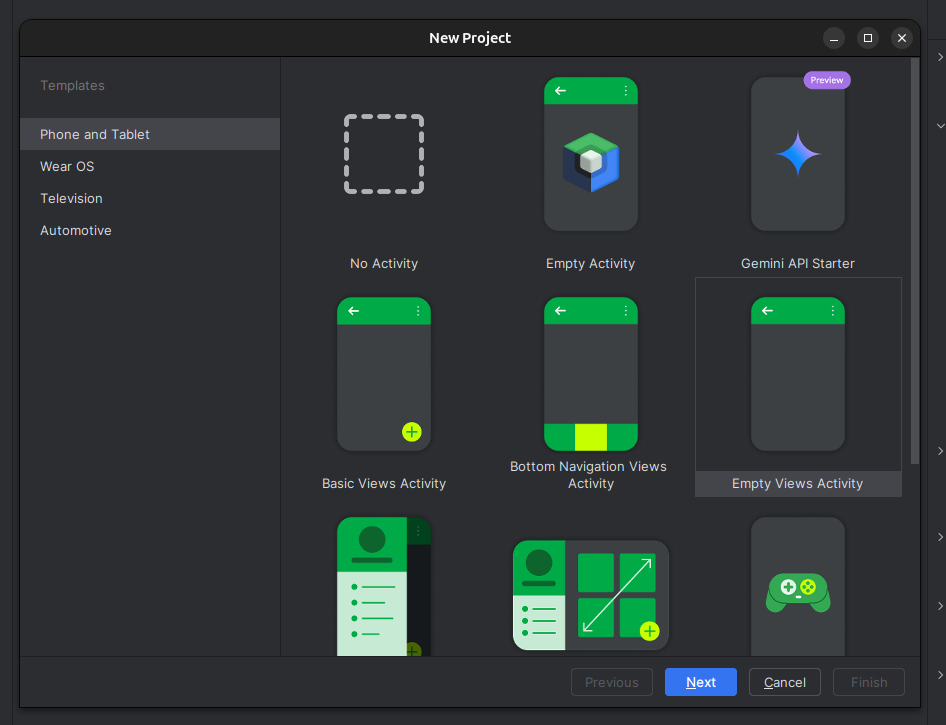 New Project
Templates
Phone and Tablet
Wear OS
Television
Automotive
No Activity
Empty Activity
Preview
Gemini API Starter
Basic Views Activity
Bottom Navigation Views
Activity
Empty Views Activity
Previous
Next
Cancel
Finish